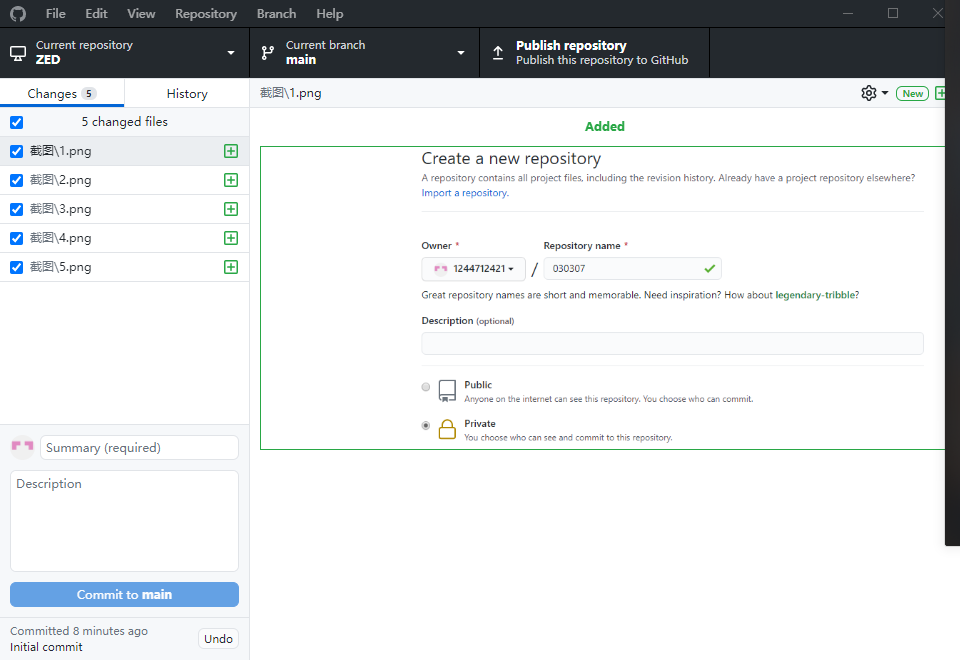 File Edit View Repository Branch Help
Current repository
ZED
Current branch
main
Publish repository
Publish this repository to GitHub
Changes 5
History
截图\1.png
New
5 changed files
截图\1.png
截图\2.png
截图\3.png
截图\4.png
截图\5.png
Added
Create a new repository
A repository contains all project files, including the revision history. Already have a project repository elsewhere?
Import a repository.
Owner *
Repository name *
1244712421
/
030307
Great repository names are short and memorable. Need inspiration? How about legendary-tribble?
Description (optional)
Public
Anyone on the internet can see this repository. You choose who can commit.
Private
You choose who can see and commit to this repository.
Summary (required)
Description
Commit to main
Committed 8 minutes ago
Initial commit
Undo